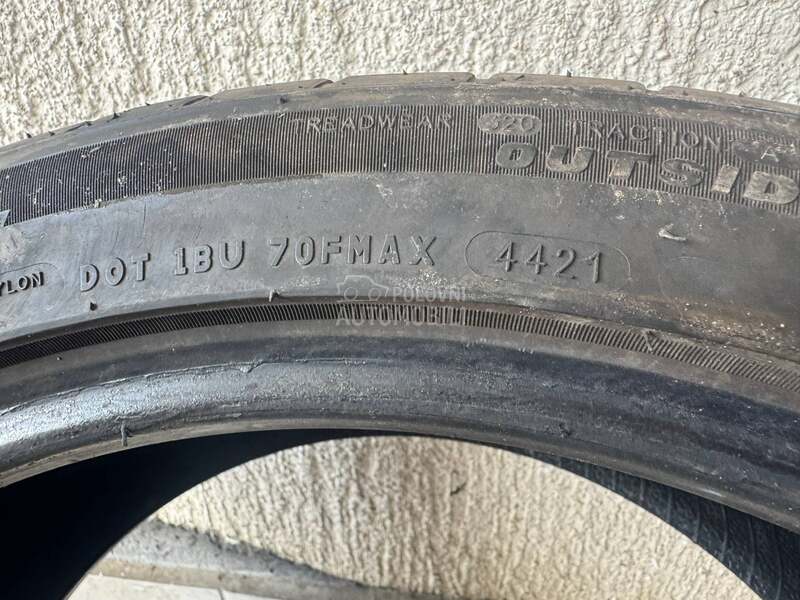 TREADWEAR 320 TRACTION A
OUTSID
YLON DOT 1BU 70FMAX 4421
POLOVNI
AUTOMOBILI